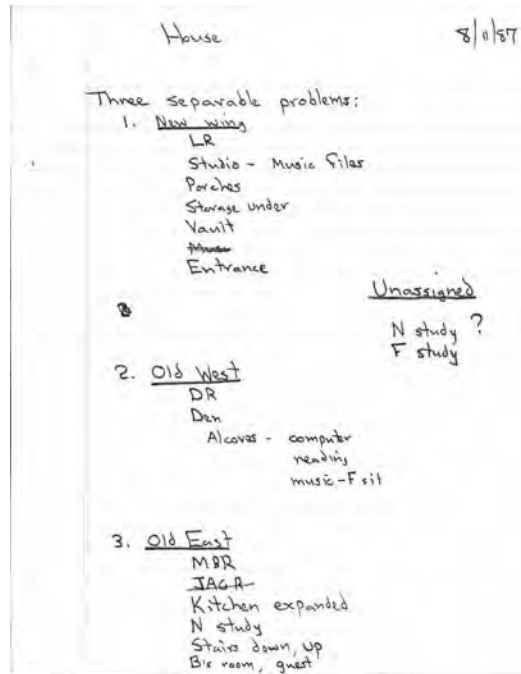 House 8/11/87
Three separable problems:
1. New wing
LR
Studio - Music files
Porches
Storage under
Vault
Entrance
Unassigned
N study ?
F study
2. Old West
DR
Den
Alcoves - computer
reading
music-F sit
3. Old East
MBR
JAGR
Kitchen expanded
N study
Stairs down, up
B's room, guest